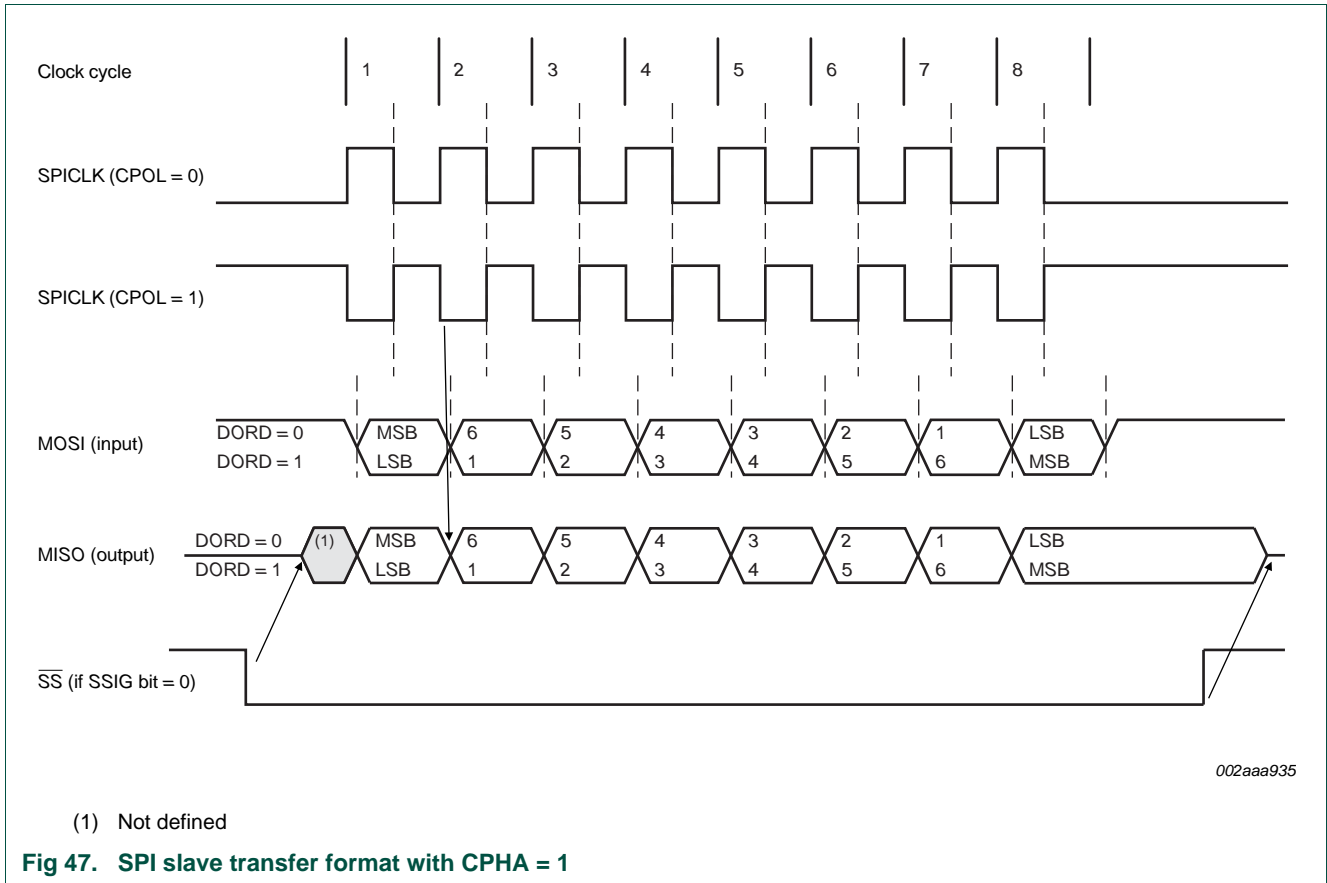 Clock cycle 1 2 3 4 5 6 7 8
SPICLK (CPOL = 0)
SPICLK (CPOL = 1)
MOSI (input)
DORD = 0 MSB 6 5 4 3 2 1 LSB
DORD = 1 LSB 1 2 3 4 5 6 MSB
MISO (output)
DORD = 0 (1) MSB 6 5 4 3 2 1 LSB
DORD = 1 LSB 1 2 3 4 5 6 MSB
SS (if SSIG bit = 0)
002aaa935
(1) Not defined
Fig 47. SPI slave transfer format with CPHA = 1